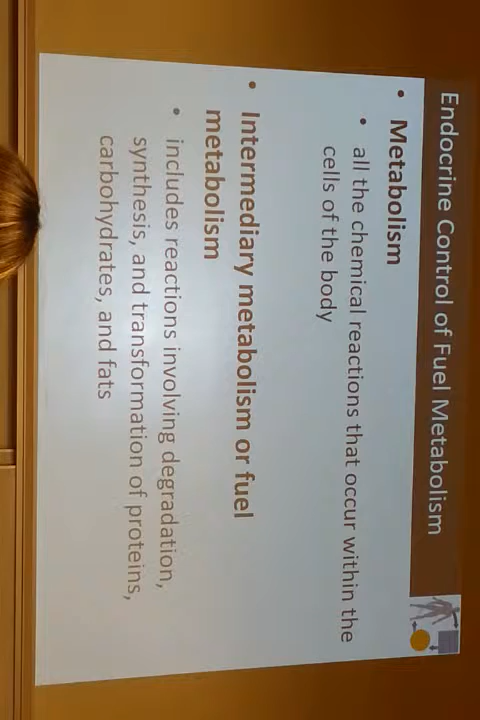 Endocrine Control of Fuel Metabolism
• Metabolism
• all the chemical reactions that occur within the
cells of the body
• Intermediary metabolism or fuel
metabolism
• includes reactions involving degradation,
synthesis, and transformation of proteins,
carbohydrates, and fats